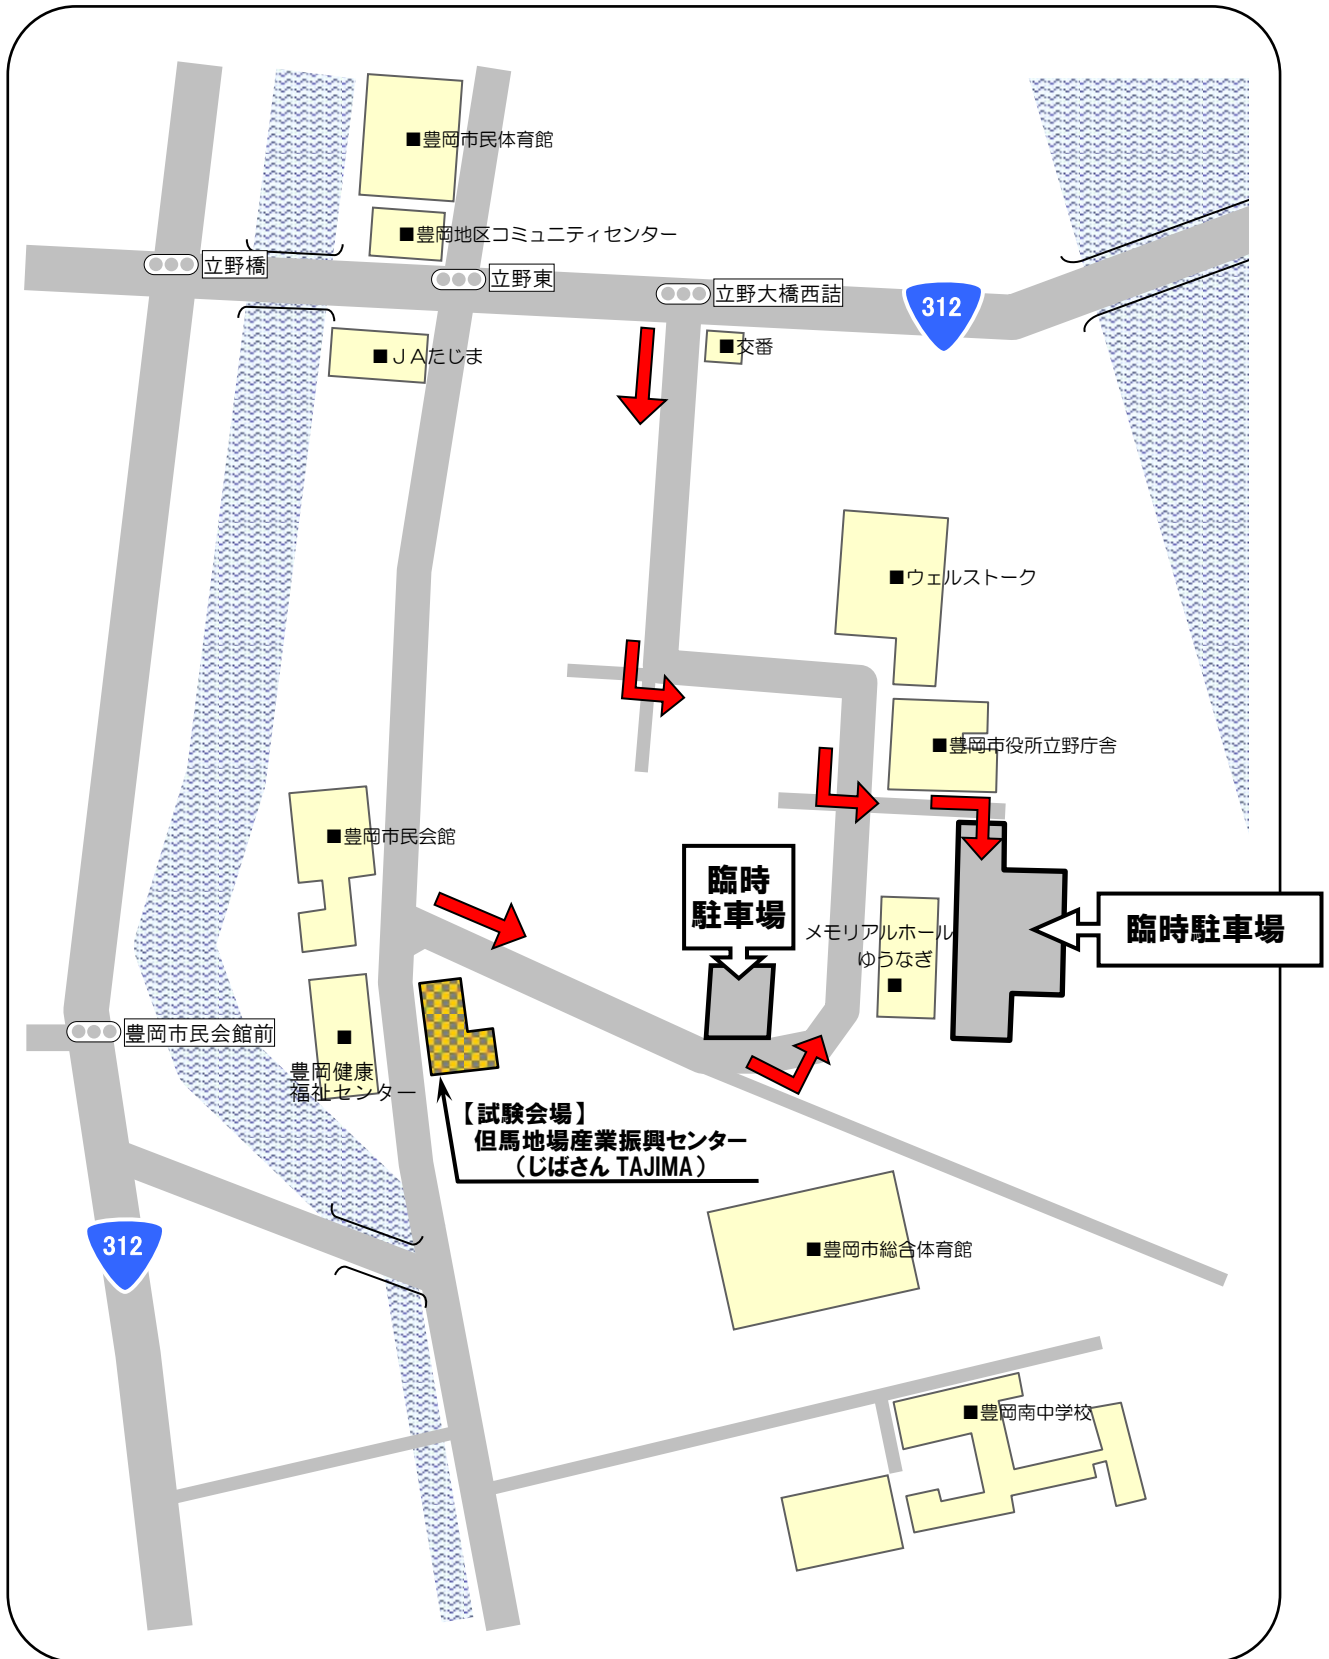 ■豊岡市民体育館
■豊岡地区コミュニティセンター
立野橋
立野東
立野大橋西詰
312
■ＪＡたじま
■交番
■ウェルストーク
■豊岡市役所立野庁舎
■豊岡市民会館
臨時
駐車場
メモリアルホール
ゆうなぎ
■
臨時駐車場
豊岡市民会館前
■
豊岡健康
福祉センター
【試験会場】
但馬地場産業振興センター
（じばさん TAJIMA）
312
■豊岡市総合体育館
■豊岡南中学校